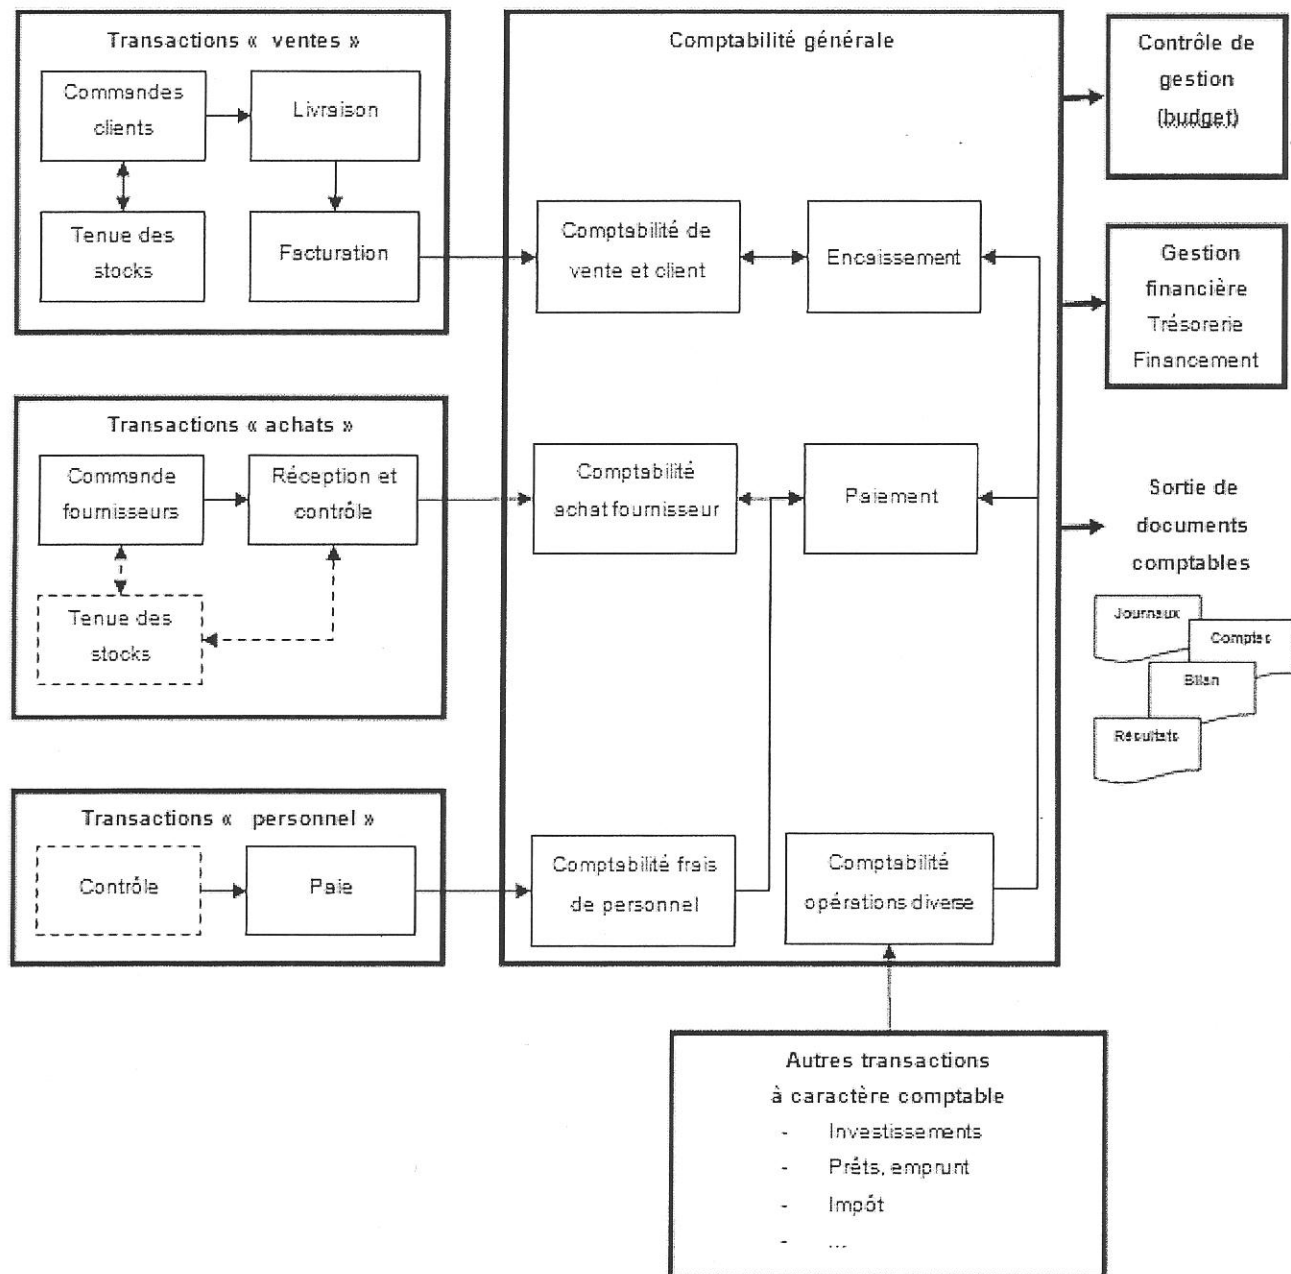 Transactions « ventes »
Commandes
clients
Livraison
Tenue des
stocks
Facturation
Transactions « achats »
Commande
fournisseurs
Réception et
contrôle
Tenue des
stocks
Transactions « personnel »
Contrôle
Paie
Comptabilité générale
Comptabilité de
vente et client
Encaissement
Comptabilité
achat fournisseur
Paiement
Comptabilité frais
de personnel
Comptabilité
opérations diverse
Autres transactions
à caractère comptable
- Investissements
- Prêts, emprunt
- Impôt
- ...
Contrôle de
gestion
(budget)
Gestion
financière
Trésorerie
Financement
Sortie de
documents
comptables
Journaux
Comptes
Bilan
Résultats